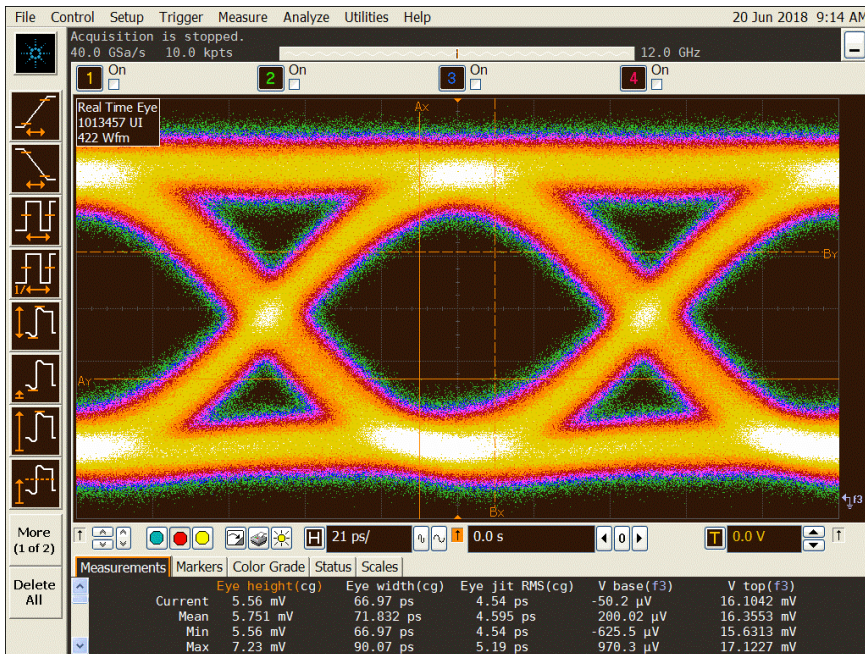 File Control Setup Trigger Measure Analyze Utilities Help 20 Jun 2018 9:14 AM
Acquisition is stopped.
40.0 GSa/s 10.0 kpts 12.0 GHz
1 On 2 On 3 On 4 On
Real Time Eye
1013457 UI
422 Wfm
Ax
By
Ay
Bx
f3
More
(1 of 2)
Delete
All
H 21 ps/ 0.0 s 0 T 0.0 V
Measurements Markers Color Grade Status Scales
Eye height(cg) Eye width(cg) Eye jit RMS(cg) V base(f3) V top(f3)
Current 5.56 mV 66.97 ps 4.54 ps -50.2 µV 16.1042 mV
Mean 5.751 mV 71.832 ps 4.595 ps 200.02 µV 16.3553 mV
Min 5.56 mV 66.97 ps 4.54 ps -625.5 µV 15.6313 mV
Max 7.23 mV 90.07 ps 5.19 ps 970.3 µV 17.1227 mV